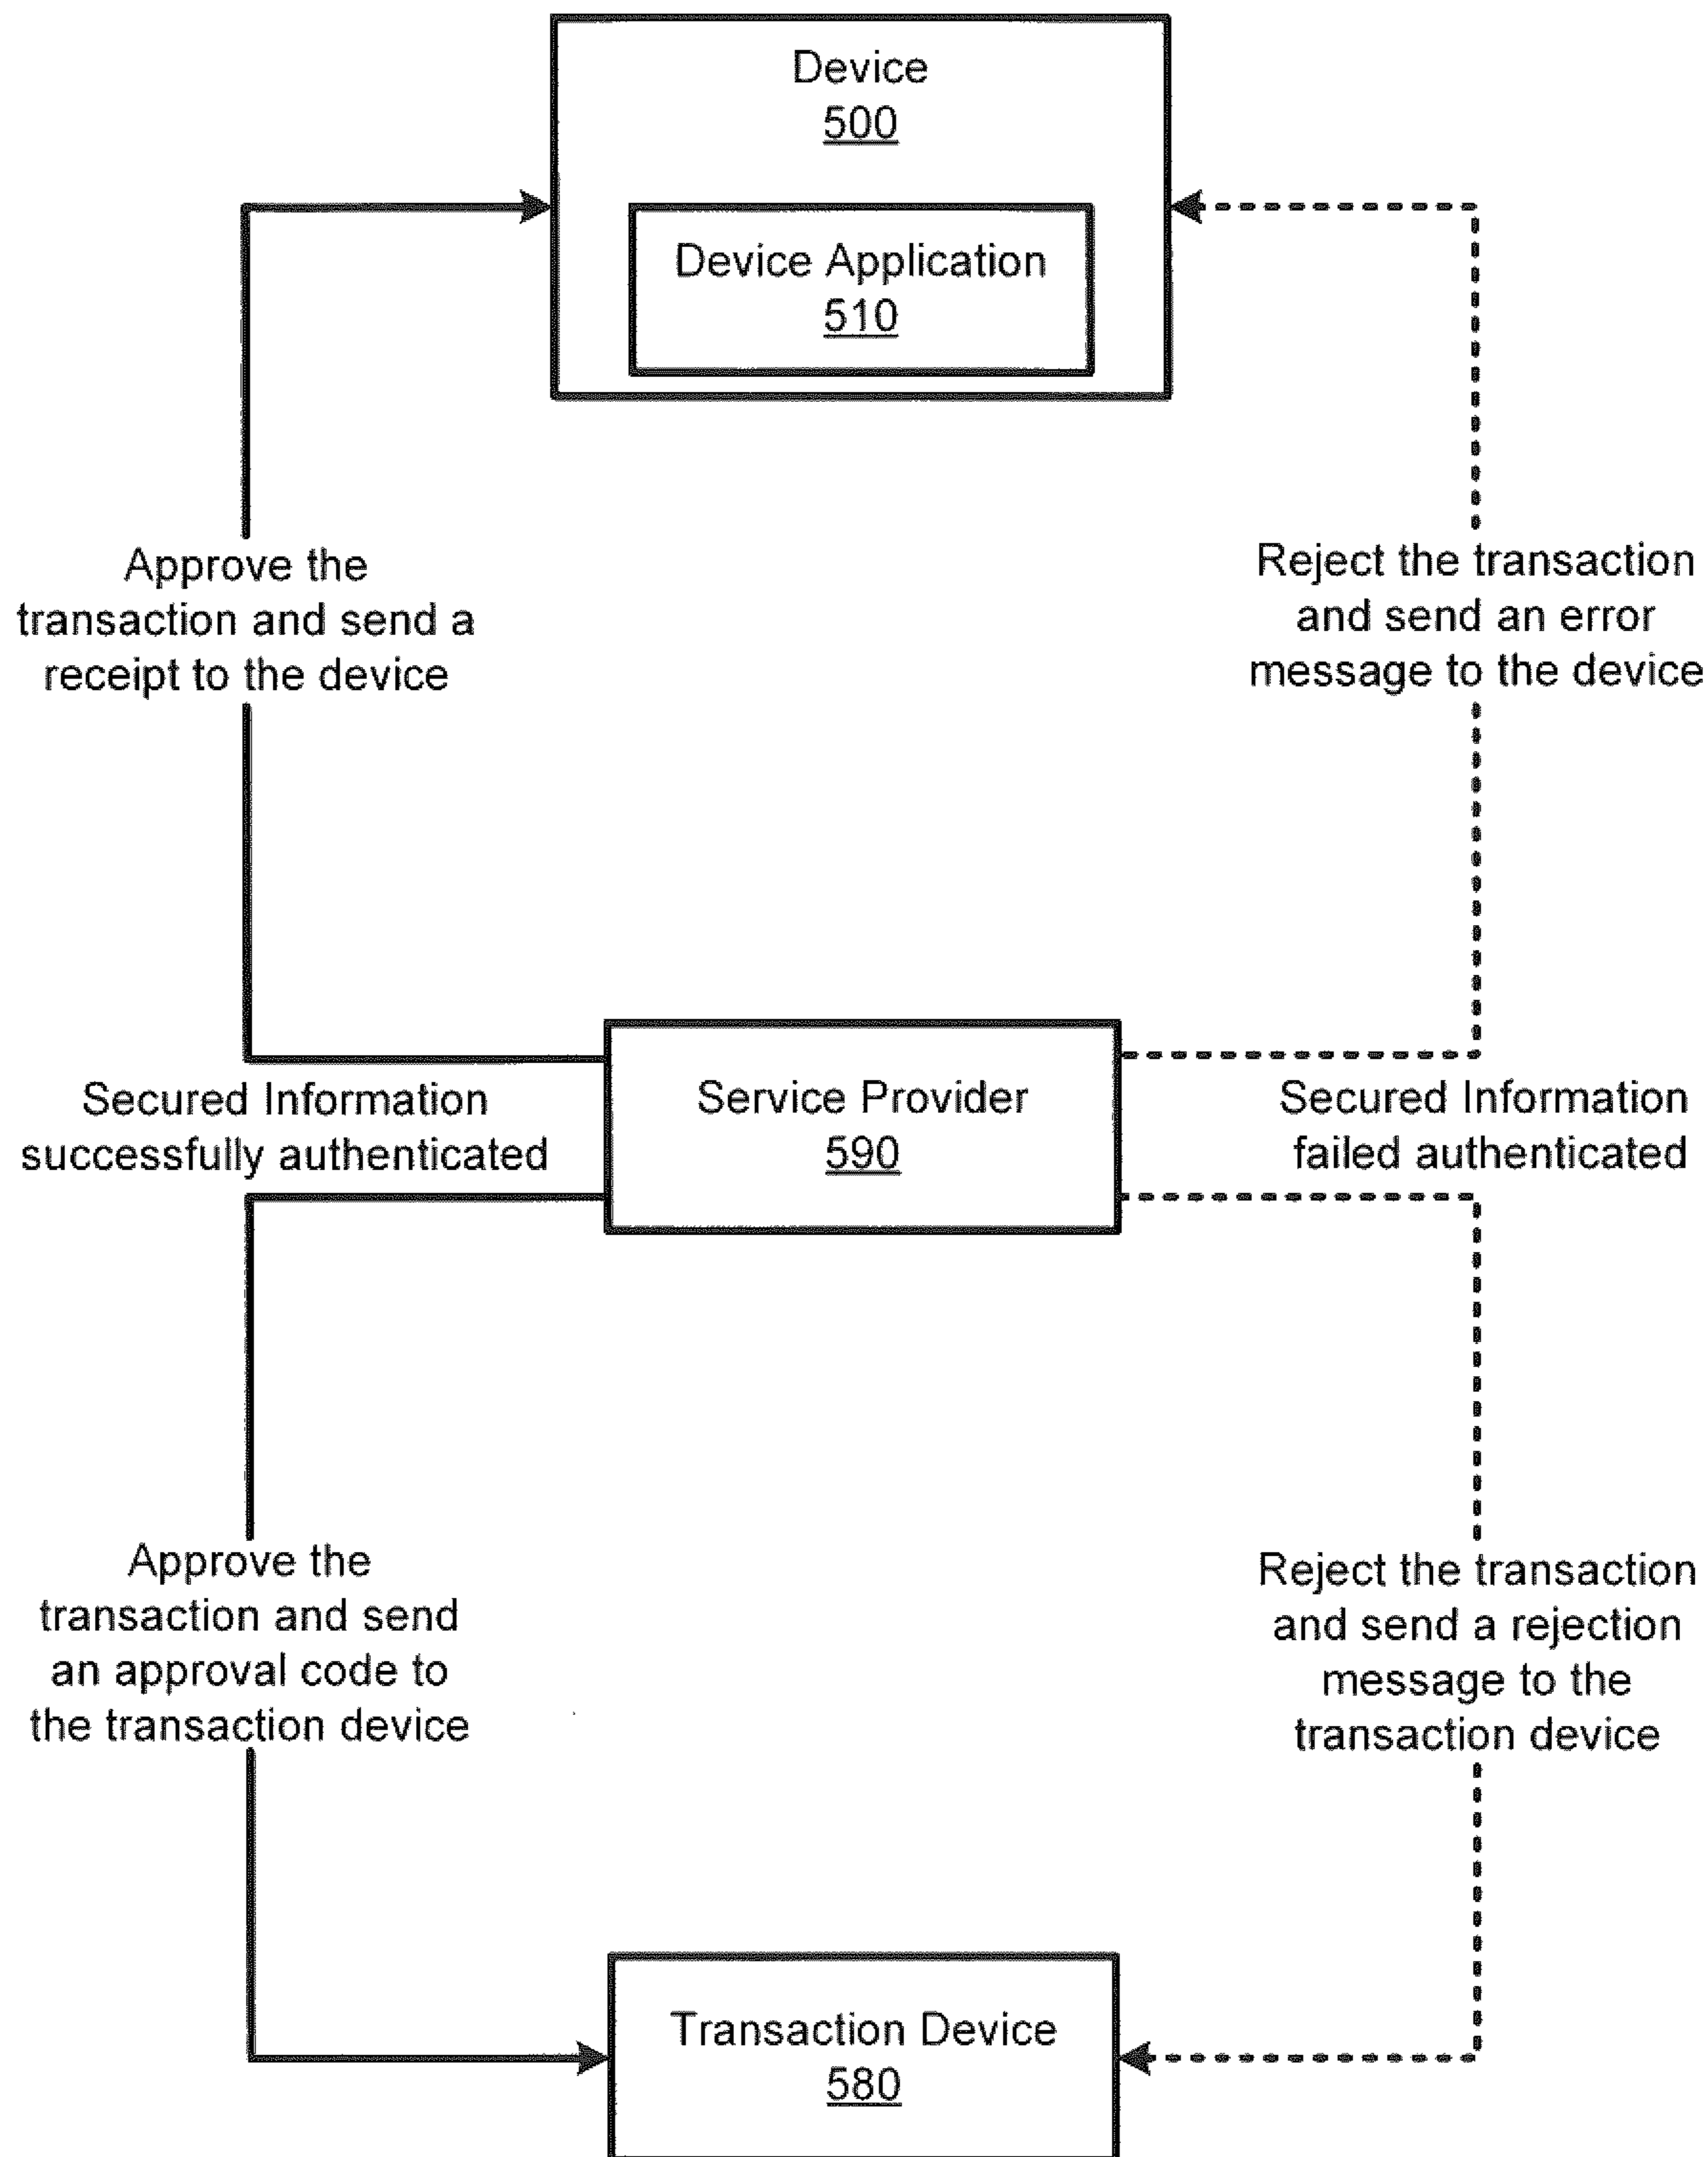 Device
500
Device Application
510
Approve the
transaction and send a
receipt to the device
Reject the transaction
and send an error
message to the device
Secured Information
successfully authenticated
Service Provider
590
Secured Information
failed authenticated
Approve the
transaction and send
an approval code to
the transaction device
Reject the transaction
and send a rejection
message to the
transaction device
Transaction Device
580